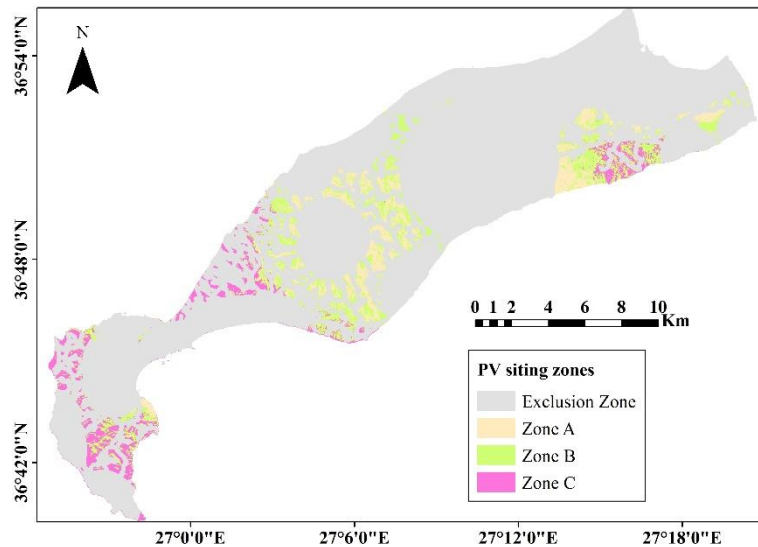 N
36°54'0"N
36°48'0"N
36°42'0"N
0 1 2 4 6 8 10
Km
PV siting zones
Exclusion Zone
Zone A
Zone B
Zone C
27°0'0"E 27°6'0"E 27°12'0"E 27°18'0"E